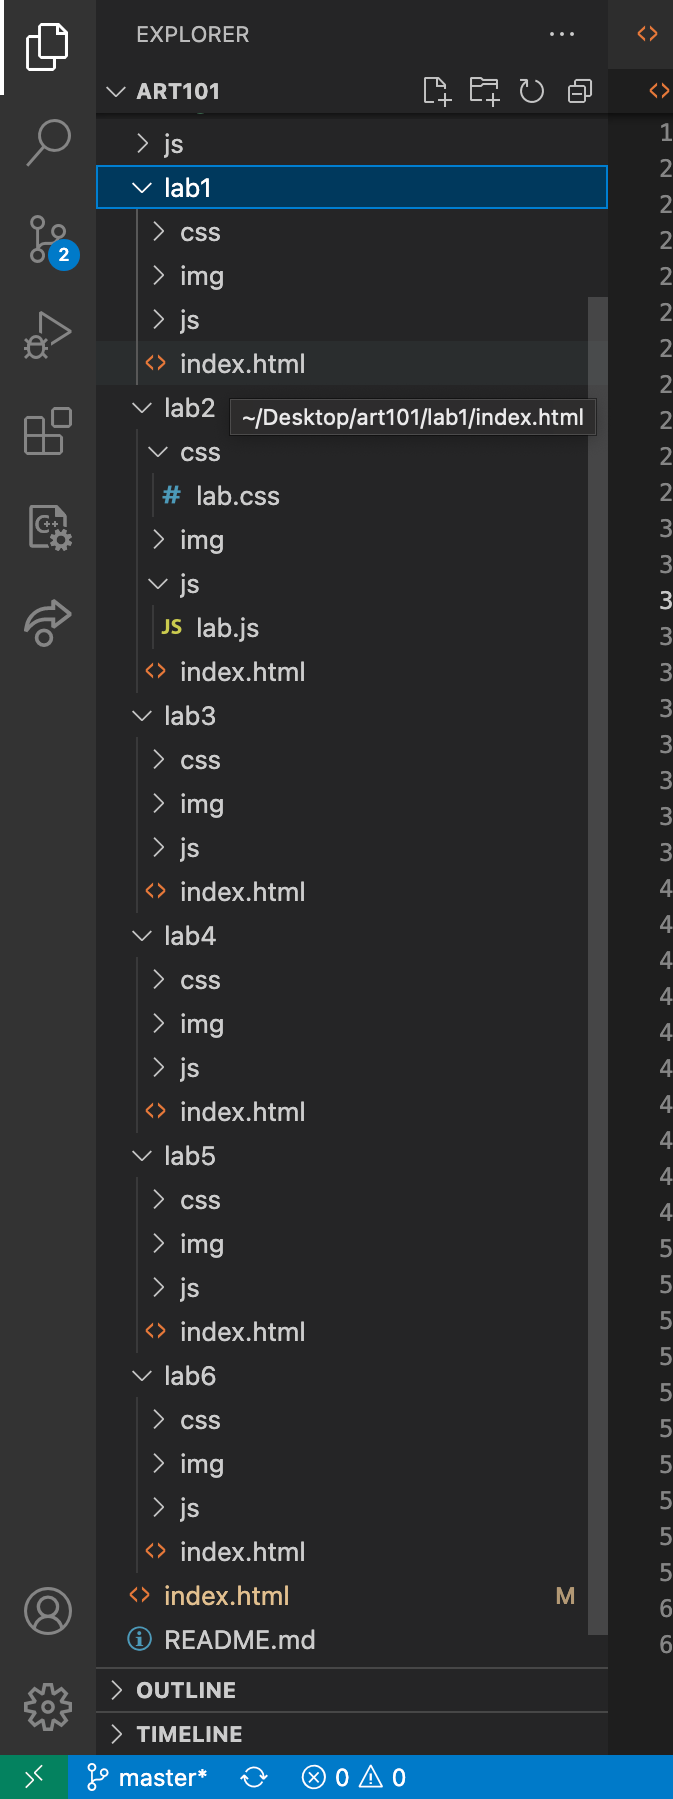 EXPLORER
ART101
js
lab1
css
img
js
index.html
lab2
~/Desktop/art101/lab1/index.html
css
# lab.css
img
js
JS lab.js
index.html
lab3
css
img
js
index.html
lab4
css
img
js
index.html
lab5
css
img
js
index.html
lab6
css
img
js
index.html
index.html M
README.md
OUTLINE
TIMELINE
master* 0 0
2
C++
1
2
2
2
2
2
2
2
2
2
2
3
3
3
3
3
3
3
3
3
3
4
4
4
4
4
4
4
4
4
4
5
5
5
5
5
5
5
5
5
5
6
6